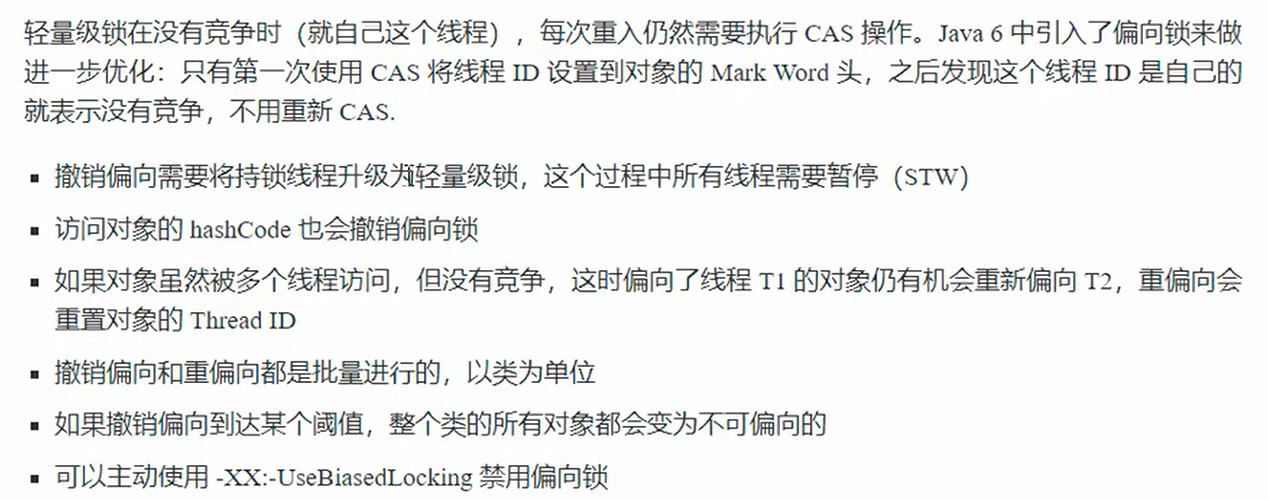 轻量级锁在没有竞争时（就自己这个线程），每次重入仍然需要执行 CAS 操作。Java 6 中引入了偏向锁来做
进一步优化：只有第一次使用 CAS 将线程 ID 设置到对象的 Mark Word 头，之后发现这个线程 ID 是自己的
就表示没有竞争，不用重新 CAS.
▪ 撤销偏向需要将持锁线程升级为轻量级锁，这个过程中所有线程需要暂停（STW）
▪ 访问对象的 hashCode 也会撤销偏向锁
▪ 如果对象虽然被多个线程访问，但没有竞争，这时偏向了线程 T1 的对象仍有机会重新偏向 T2，重偏向会
重置对象的 Thread ID
▪ 撤销偏向和重偏向都是批量进行的，以类为单位
▪ 如果撤销偏向到达某个阈值，整个类的所有对象都会变为不可偏向的
▪ 可以主动使用 -XX:-UseBiasedLocking 禁用偏向锁